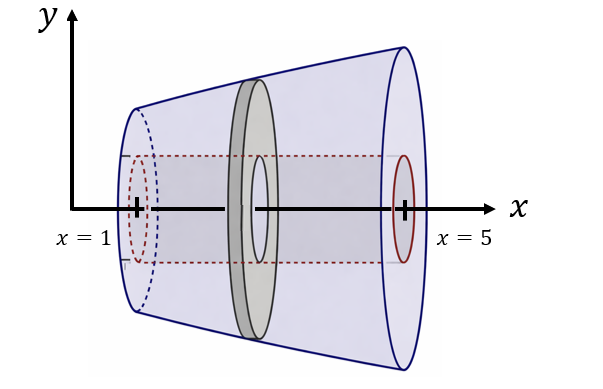 y
x
x = 1
x = 5